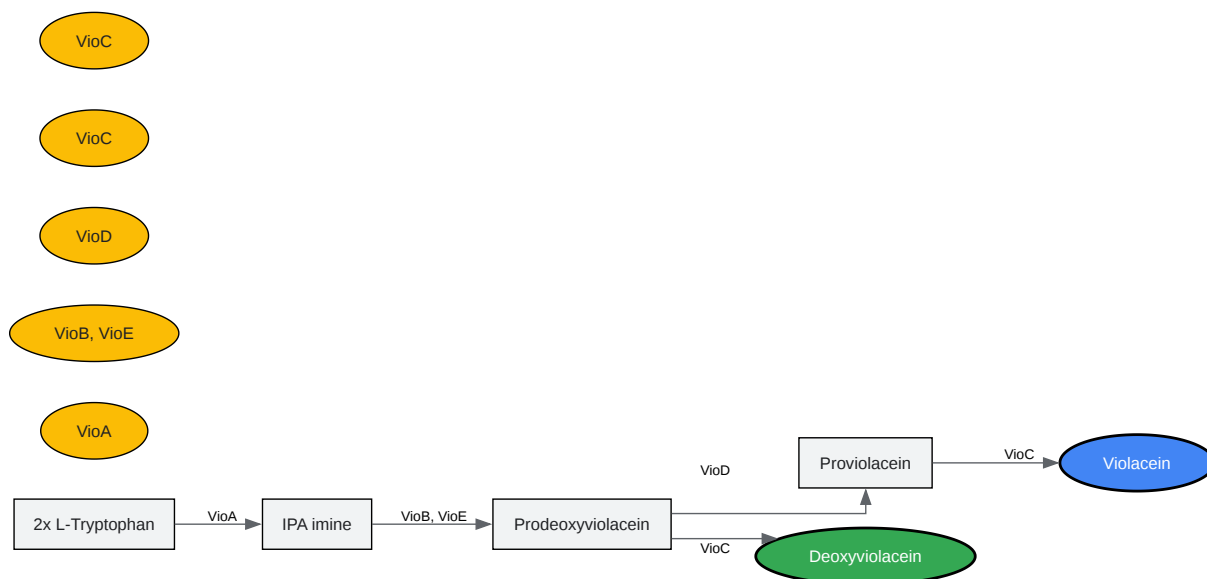 VioC
VioC
VioD
VioB, VioE
VioA
2x L-Tryptophan
VioA
IPA imine
VioB, VioE
Prodeoxyviolacein
VioD
VioC
Proviolacein
Deoxyviolacein
VioC
Violacein